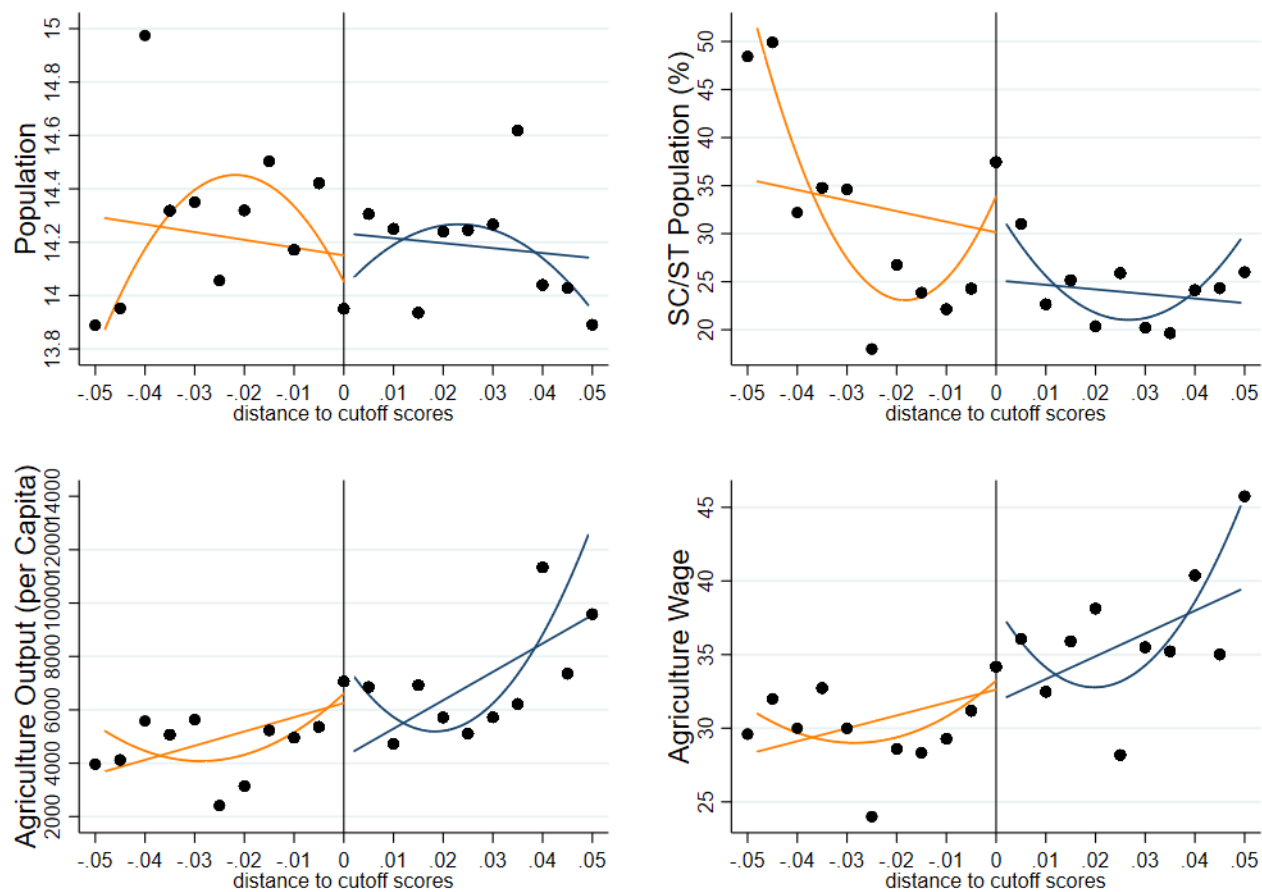 Population
15
14.8
14.6
14.4
14.2
14
13.8
-.05 -.04 -.03 -.02 -.01 0 .01 .02 .03 .04 .05
distance to cutoff scores
SC/ST Population (%)
50
45
40
35
30
25
20
-.05 -.04 -.03 -.02 -.01 0 .01 .02 .03 .04 .05
distance to cutoff scores
Agriculture Output (per Capita)
14000
12000
10000
8000
6000
4000
2000
-.05 -.04 -.03 -.02 -.01 0 .01 .02 .03 .04 .05
distance to cutoff scores
Agriculture Wage
45
40
35
30
25
-.05 -.04 -.03 -.02 -.01 0 .01 .02 .03 .04 .05
distance to cutoff scores